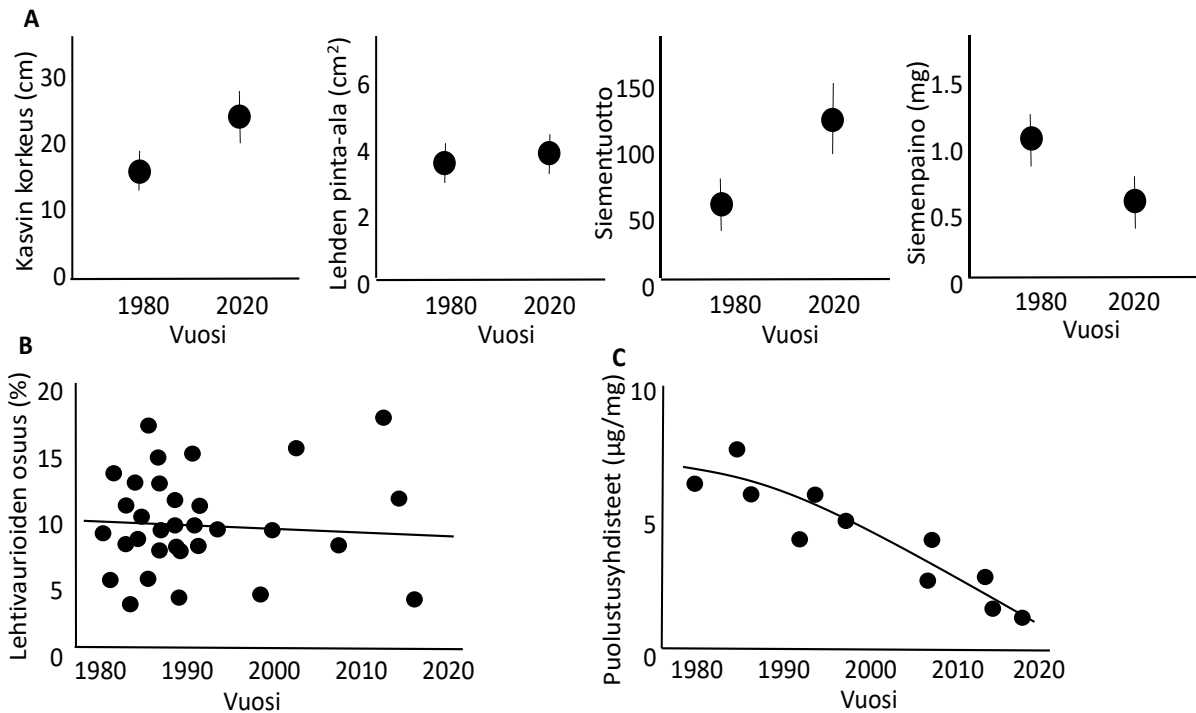 A
Kasvin korkeus (cm)
30
20
10
0
1980 2020
Vuosi
Lehden pinta-ala (cm²)
6
4
2
0
1980 2020
Vuosi
Siementuotto
150
100
50
0
1980 2020
Vuosi
Siemenpaino (mg)
1.5
1.0
0.5
0
1980 2020
Vuosi
B
Lehtivaurioiden osuus (%)
20
15
10
5
0
1980 1990 2000 2010 2020
Vuosi
C
Puolustusyhdisteet (µg/mg)
10
5
0
1980 1990 2000 2010 2020
Vuosi